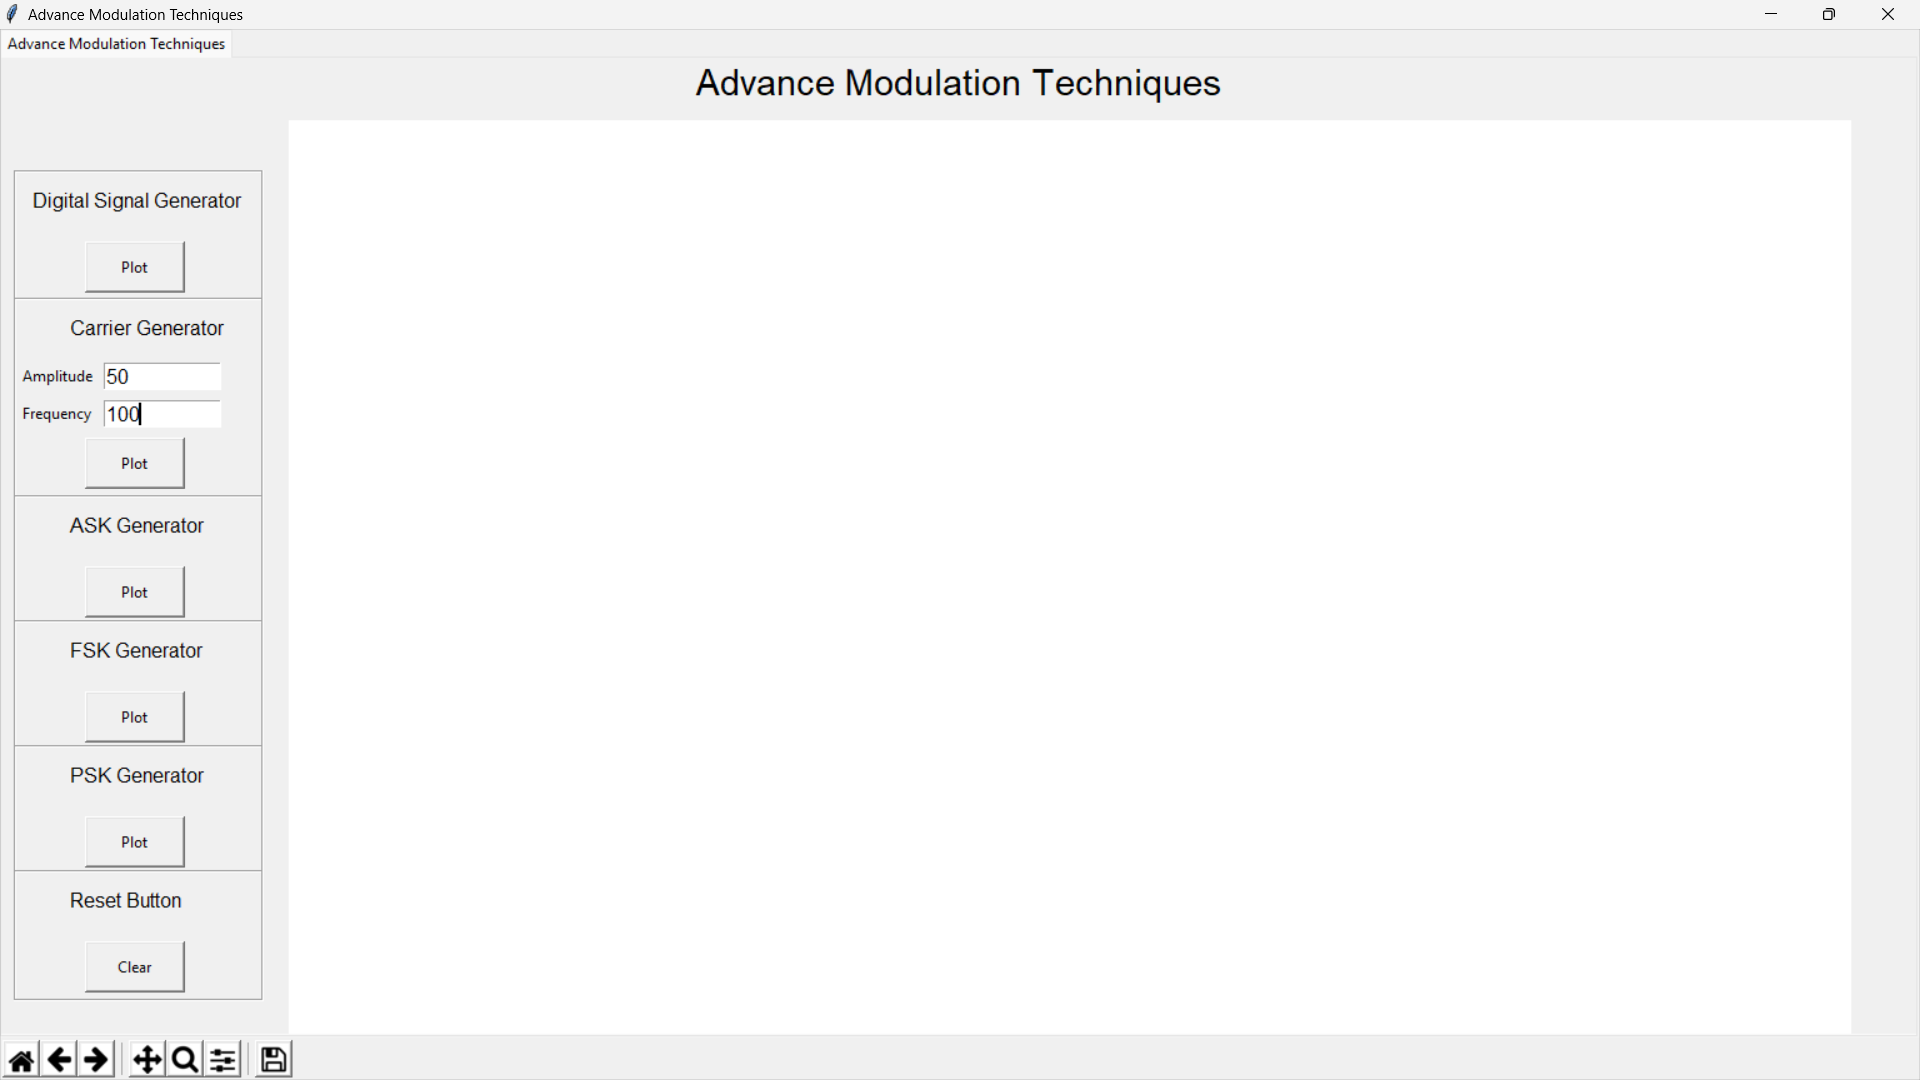 Advance Modulation Techniques
Advance Modulation Techniques
Advance Modulation Techniques
Digital Signal Generator
Plot
Carrier Generator
Amplitude 50
Frequency 100
Plot
ASK Generator
Plot
FSK Generator
Plot
PSK Generator
Plot
Reset Button
Clear